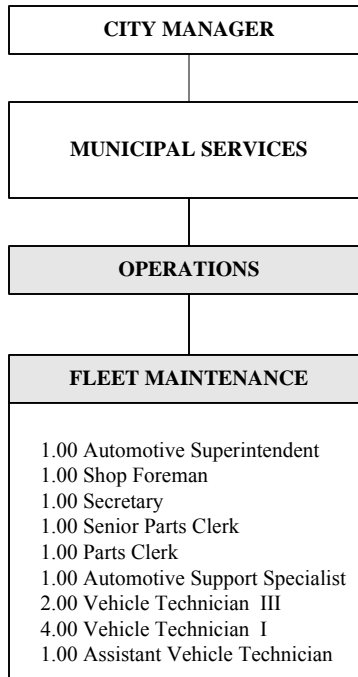 CITY MANAGER
MUNICIPAL SERVICES
OPERATIONS
FLEET MAINTENANCE
1.00 Automotive Superintendent
1.00 Shop Foreman
1.00 Secretary
1.00 Senior Parts Clerk
1.00 Parts Clerk
1.00 Automotive Support Specialist
2.00 Vehicle Technician III
4.00 Vehicle Technician I
1.00 Assistant Vehicle Technician